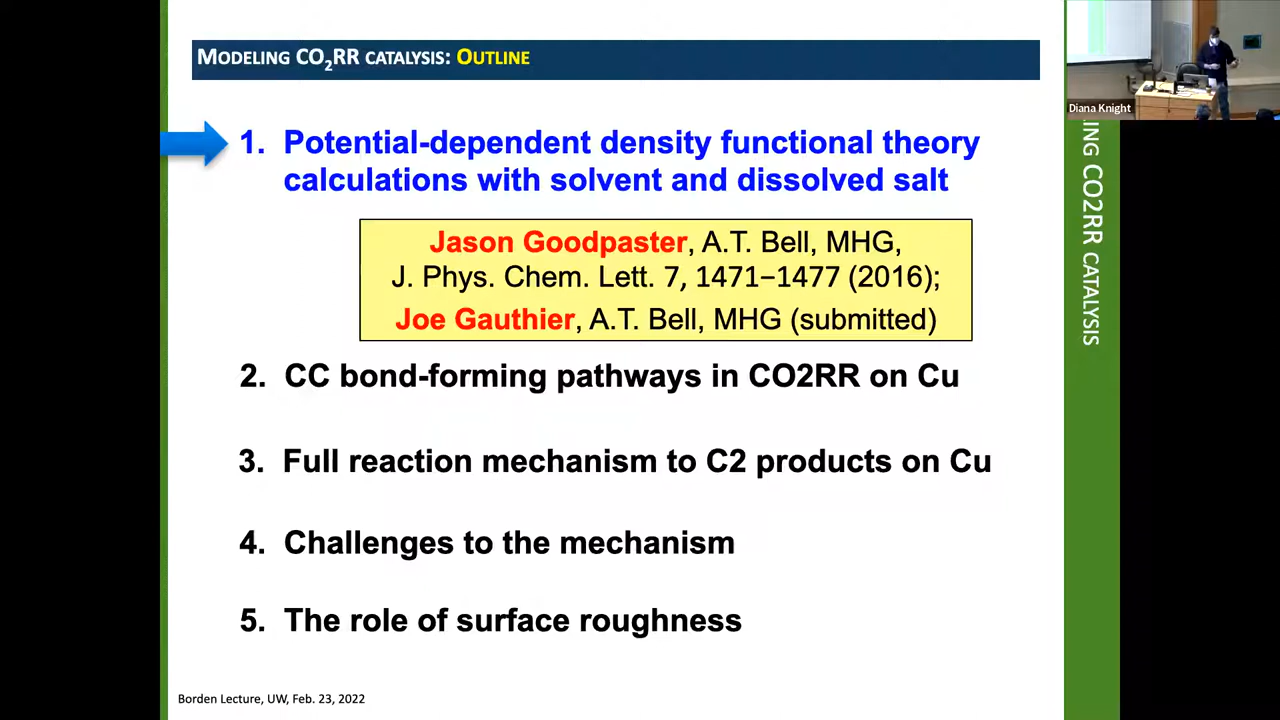 MODELING CO2RR CATALYSIS: OUTLINE
1. Potential-dependent density functional theory
calculations with solvent and dissolved salt
Jason Goodpaster, A.T. Bell, MHG,
J. Phys. Chem. Lett. 7, 1471–1477 (2016);
Joe Gauthier, A.T. Bell, MHG (submitted)
2. CC bond-forming pathways in CO2RR on Cu
3. Full reaction mechanism to C2 products on Cu
4. Challenges to the mechanism
5. The role of surface roughness
Borden Lecture, UW, Feb. 23, 2022
Diana Knight
CO2RR CATALYSIS